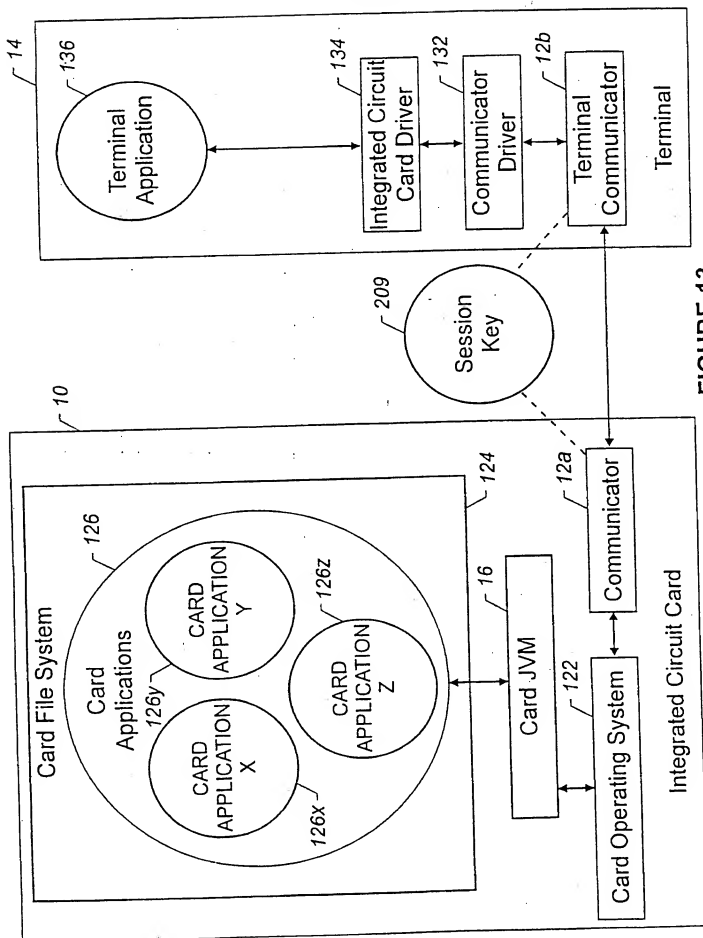 10
Card File System
126
Card
Applications
126y
CARD
APPLICATION
X
126x
CARD
APPLICATION
Y
126z
CARD
APPLICATION
Z
124
16
Card JVM
122
Card Operating System
12a
Communicator
Integrated Circuit Card
209
Session
Key
14
136
Terminal
Application
134
Integrated Circuit
Card Driver
132
Communicator
Driver
12b
Terminal
Communicator
Terminal